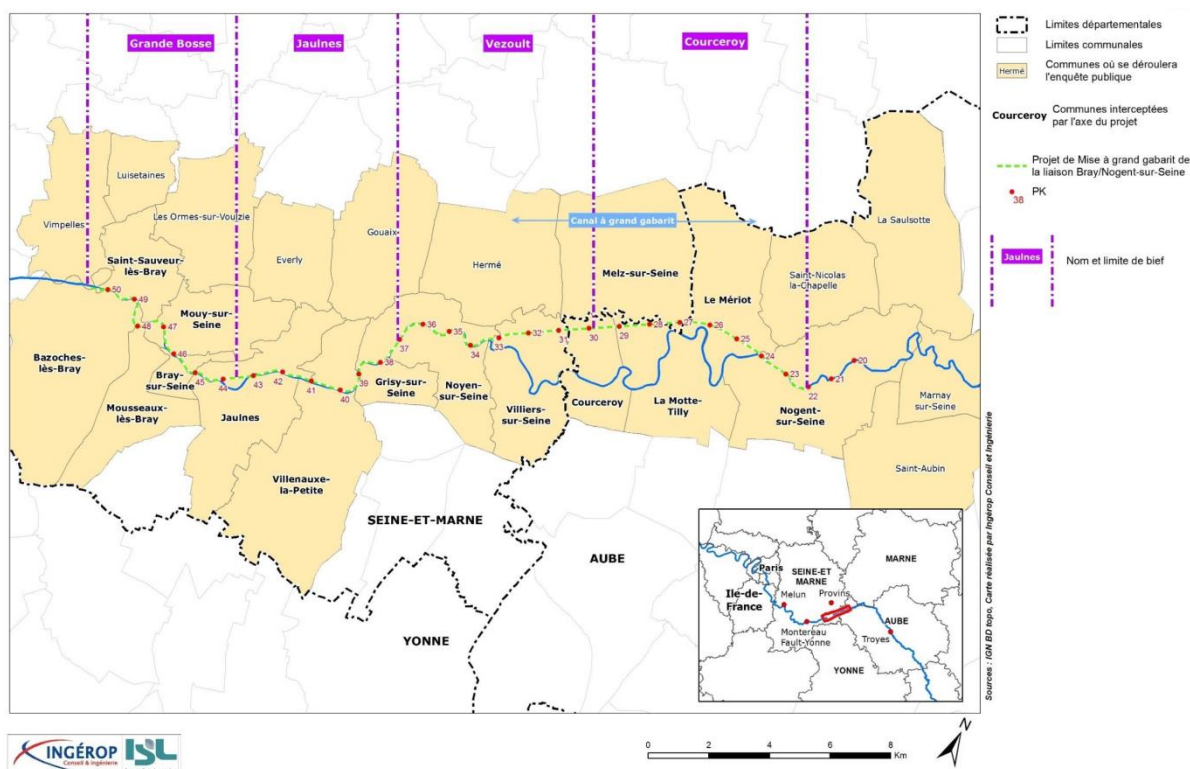 Grande Bosse
Jaulnes
Vezoult
Courceroy
Limites départementales
Limites communales
Hermé
Communes où se déroulera
l'enquête publique
Courceroy
Communes interceptées
par l'axe du projet
Projet de Mise à grand gabarit de
la liaison Bray/Nogent-sur-Seine
38
PK
Jaulnes
Nom et limite de bief
Luisetaines
Vimpelles
Les Ormes-sur-Voulzie
Saint-Sauveur-
lès-Bray
Everly
Gouaix
Canal à grand gabarit
Hermé
Melz-sur-Seine
Le Mériot
Saint-Nicolas
la-Chapelle
La Saulsotte
Mouy-sur-
Seine
Bazoches-
lès-Bray
Bray-
sur-Seine
Mousseaux-
lès-Bray
Jaulnes
Villenauxe-
la-Petite
Grisy-sur-
Seine
Noyen-
sur-Seine
Villiers-
sur-Seine
Courceroy
La Motte-
Tilly
Nogent-
sur-Seine
Marnay
sur-Seine
Saint-Aubin
50
49
48
47
46
45
44
43
42
41
40
39
38
37
36
35
34
33
32
31
30
29
28
27
26
25
24
23
22
21
20
SEINE-ET-MARNE
AUBE
YONNE
Paris
SEINE-ET
MARNE
MARNE
Ile-de-
France
Melun
Provins
Montereau
Fault-Yonne
AUBE
Troyes
YONNE
Sources : IGN BD topo, Carte réalisée par Ingérop Conseil et Ingénierie
INGÉROP
Conseil & ingénierie
ISL
0 2 4 6 8
Km
N